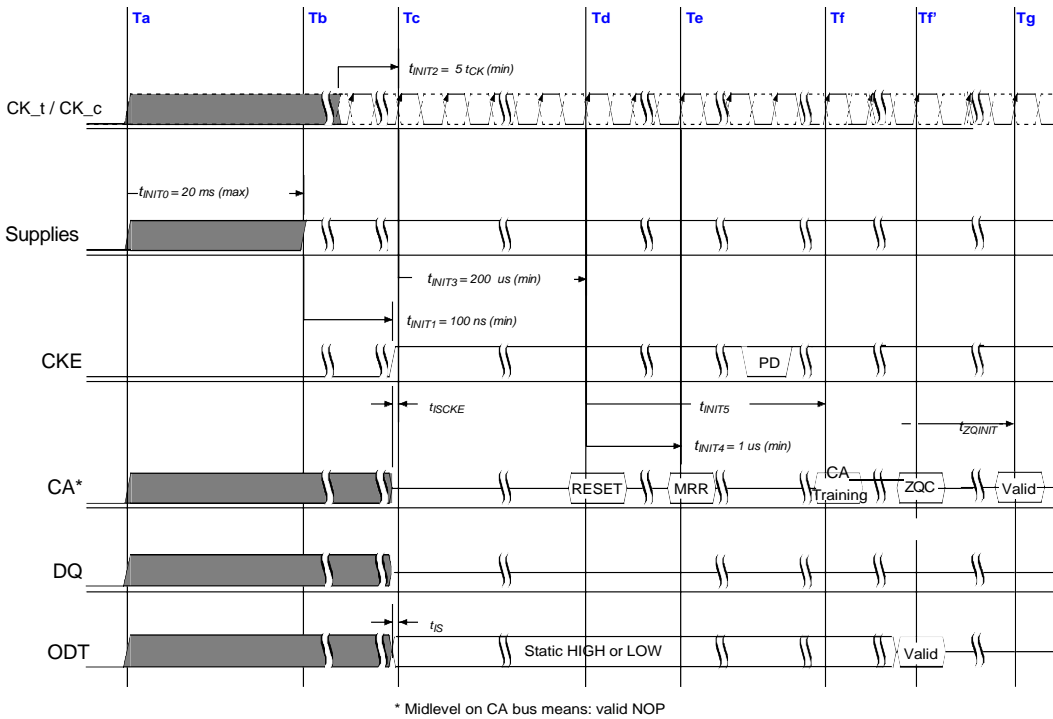 Ta Tb Tc Td Te Tf Tf’ Tg
tINIT2 = 5 tCK (min)
CK_t / CK_c
tINIT0 = 20 ms (max)
Supplies
tINIT3 = 200 us (min)
tINIT1 = 100 ns (min)
CKE
PD
tISCKE
tINIT5
tZQINIT
tINIT4 = 1 us (min)
CA*
RESET MRR CA Training ZQC Valid
DQ
tIS
ODT
Static HIGH or LOW
Valid
* Midlevel on CA bus means: valid NOP